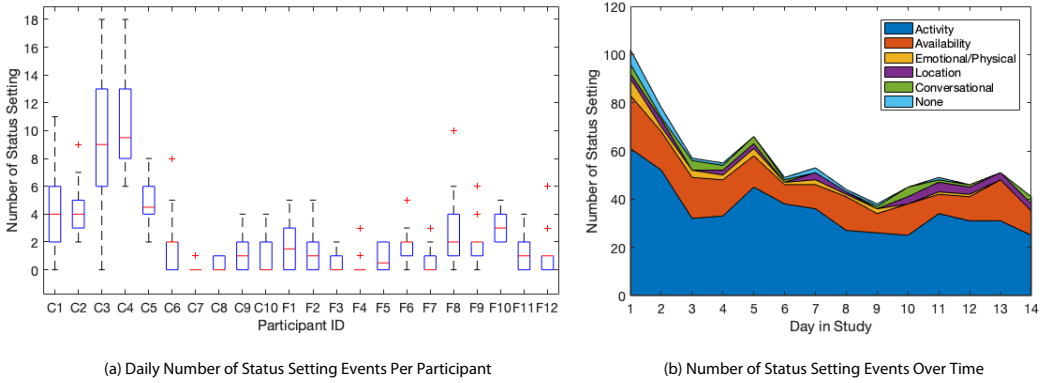 18
16
14
12
10
8
6
4
2
0
Number of Status Setting
C1 C2 C3 C4 C5 C6 C7 C8 C9 C10 F1 F2 F3 F4 F5 F6 F7 F8 F9 F10 F11 F12
Participant ID
(a) Daily Number of Status Setting Events Per Participant
120
100
80
60
40
20
0
Number of Status Setting
Activity
Availability
Emotional/Physical
Location
Conversational
None
1 2 3 4 5 6 7 8 9 10 11 12 13 14
Day in Study
(b) Number of Status Setting Events Over Time